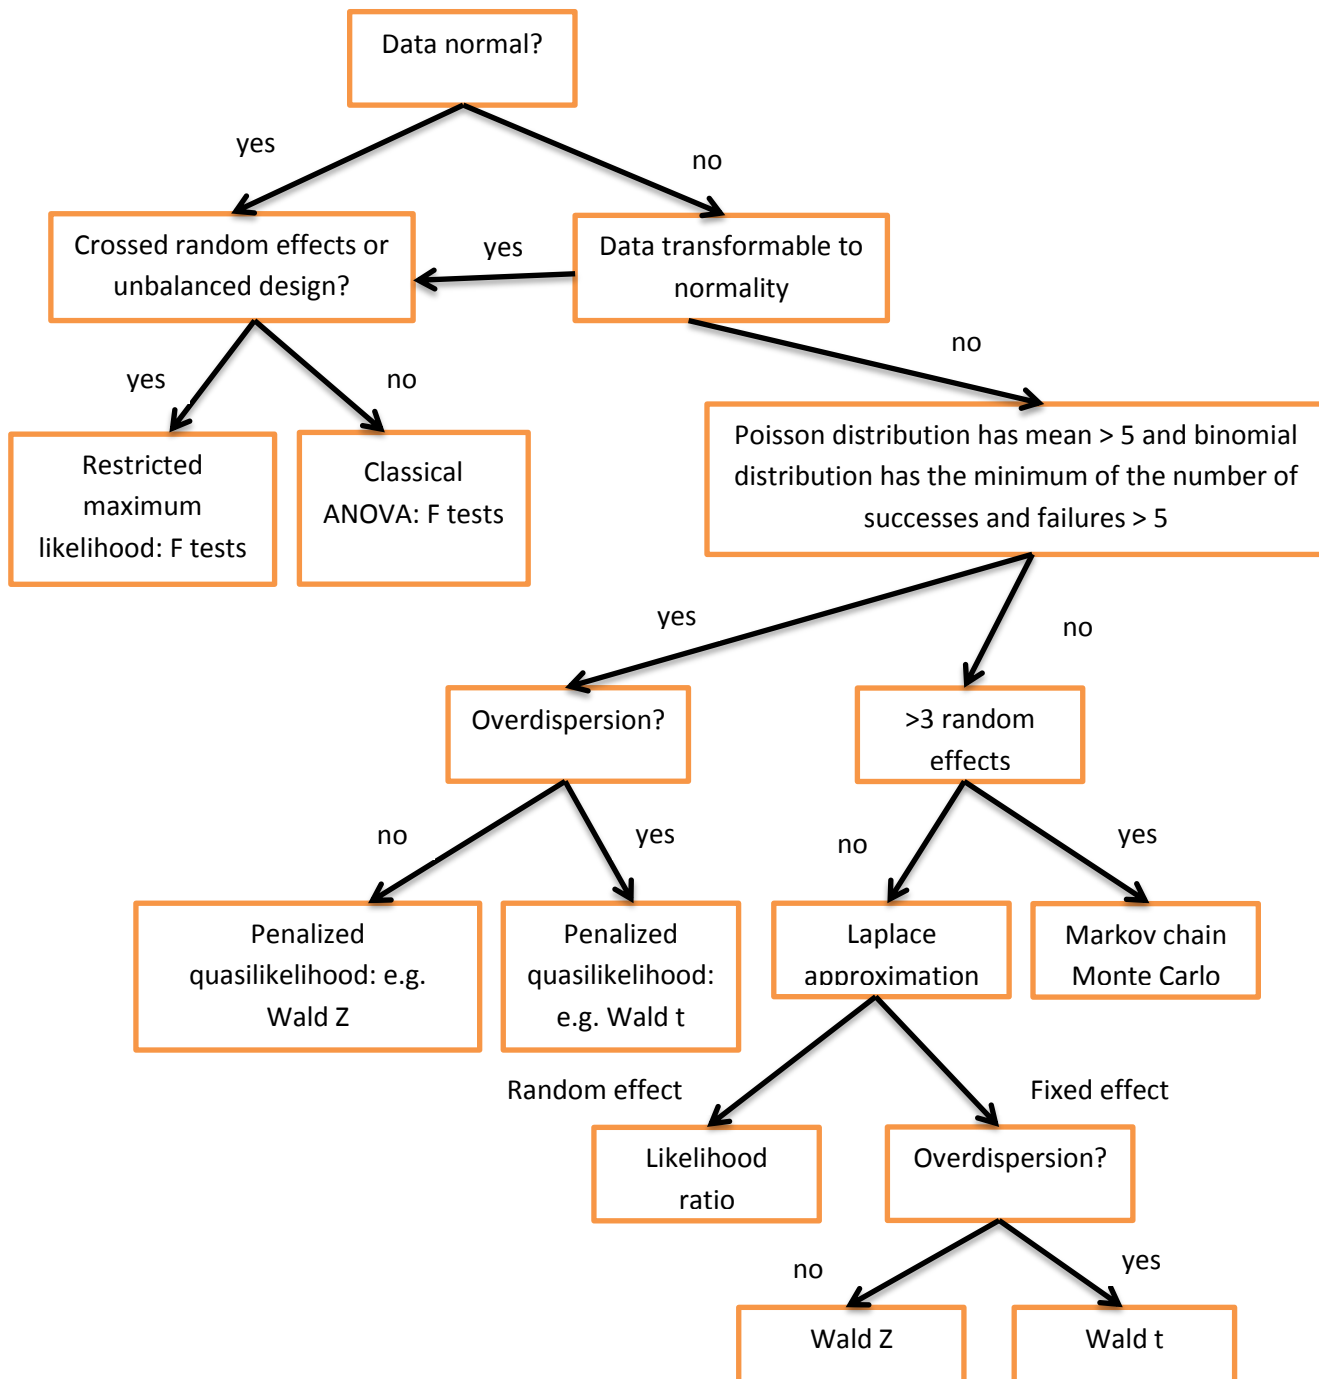 Data normal?
yes
no
Crossed random effects or
unbalanced design?
yes
Data transformable to
normality
yes
no
no
Restricted
maximum
likelihood: F tests
Classical
ANOVA: F tests
Poisson distribution has mean > 5 and binomial
distribution has the minimum of the number of
successes and failures > 5
yes
no
Overdispersion?
>3 random
effects
no
yes
no
yes
Penalized
quasilikelihood: e.g.
Wald Z
Penalized
quasilikelihood:
e.g. Wald t
Laplace
approximation
Markov chain
Monte Carlo
Random effect
Fixed effect
Likelihood
ratio
Overdispersion?
no
yes
Wald Z
Wald t